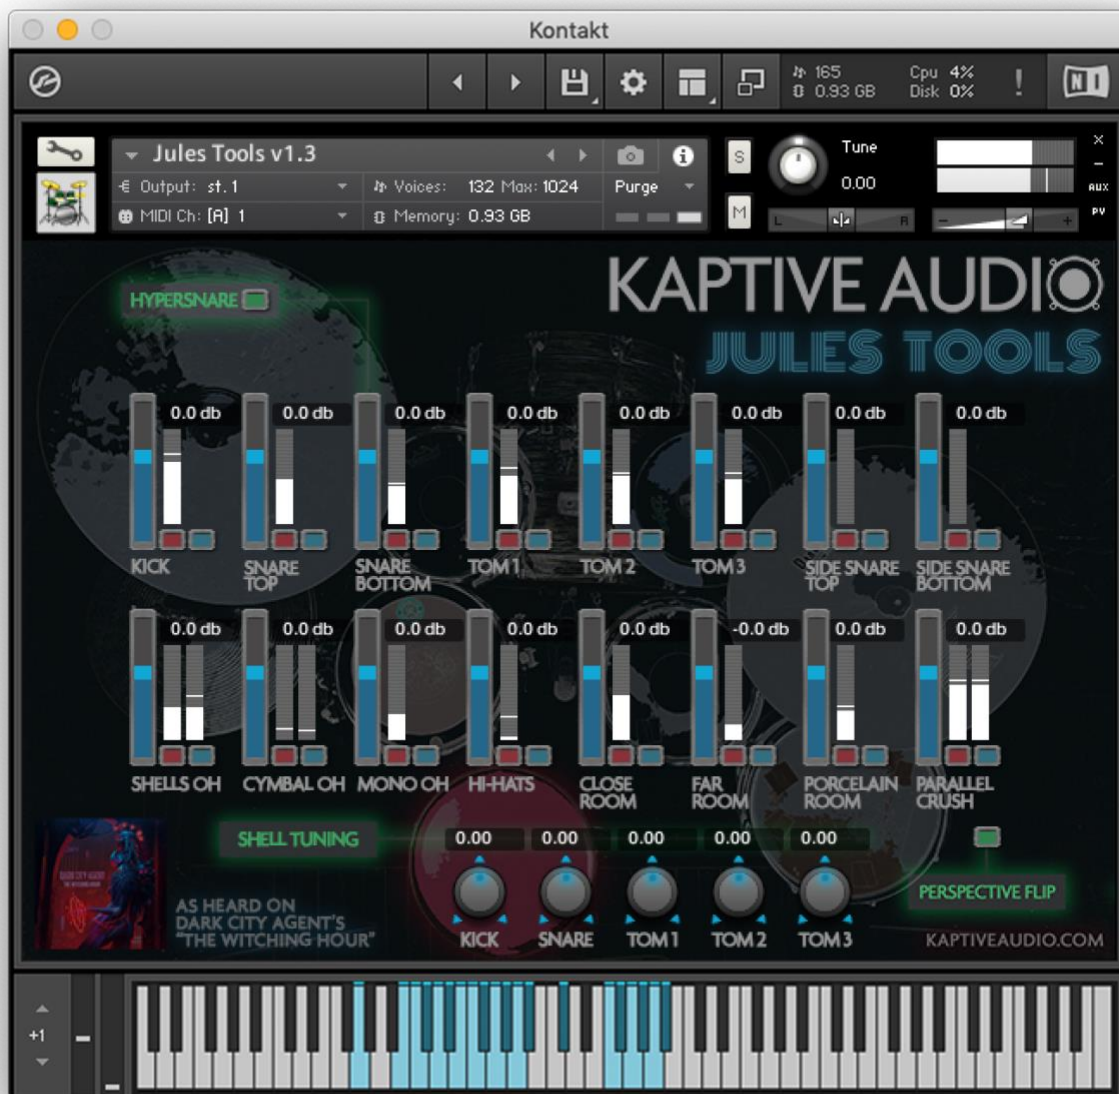 Kontakt
165
0.93 GB
Cpu 4%
Disk 0%
!
NI
Jules Tools v1.3
Output: st. 1
Voices: 132 Max: 1024
Purge
MIDI Ch: [A] 1
Memory: 0.93 GB
S
M
Tune
0.00
L
R
-
+
×
-
AUX
PV
HYPERSNARE
KAPTIVE AUDIO
JULES TOOLS
0.0 db 0.0 db 0.0 db 0.0 db 0.0 db 0.0 db 0.0 db 0.0 db
KICK
SNARE TOP
SNARE BOTTOM
TOM 1
TOM 2
TOM 3
SIDE SNARE TOP
SIDE SNARE BOTTOM
0.0 db 0.0 db 0.0 db 0.0 db 0.0 db -0.0 db 0.0 db 0.0 db
SHELLS OH
CYMBAL OH
MONO OH
HI-HATS
CLOSE ROOM
FAR ROOM
PORCELAIN ROOM
PARALLEL CRUSH
SHELL TUNING
0.00 0.00 0.00 0.00 0.00
KICK SNARE TOM 1 TOM 2 TOM 3
PERSPECTIVE FLIP
DARK CITY AGENT
THE WITCHING HOUR
AS HEARD ON
DARK CITY AGENT'S
"THE WITCHING HOUR"
KAPTIVEAUDIO.COM
+1